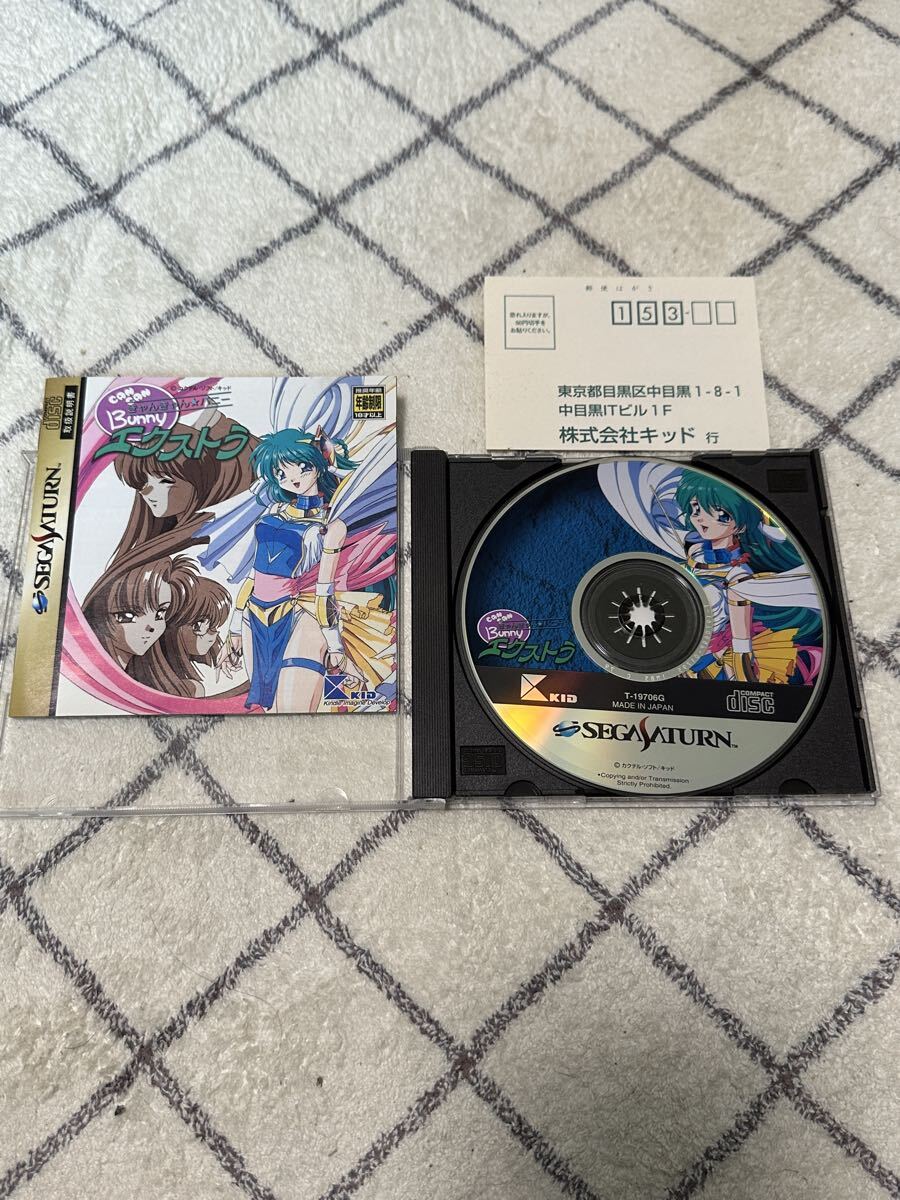 郵便はがき
恐れ入りますが、
50円切手を
お貼りください。
153-
東京都目黒区中目黒1-8-1
中目黒ITビル1F
株式会社キッド 行
disc
取扱説明書
SEGA SATURN™
©カクテル・ソフト/キッド
CAN CAN
Bunny
きゃんきゃん☆バニー
エクストラ
推奨年齢
年齢制限
18才以上
KID
Kindle Imagine Develop
CAN CAN
Bunny
エクストラ
KID
T-19706G
MADE IN JAPAN
COMPACT
disc
SEGA SATURN™
©カクテル・ソフト/キッド
•Copying and/or Transmission
Strictly Prohibited.